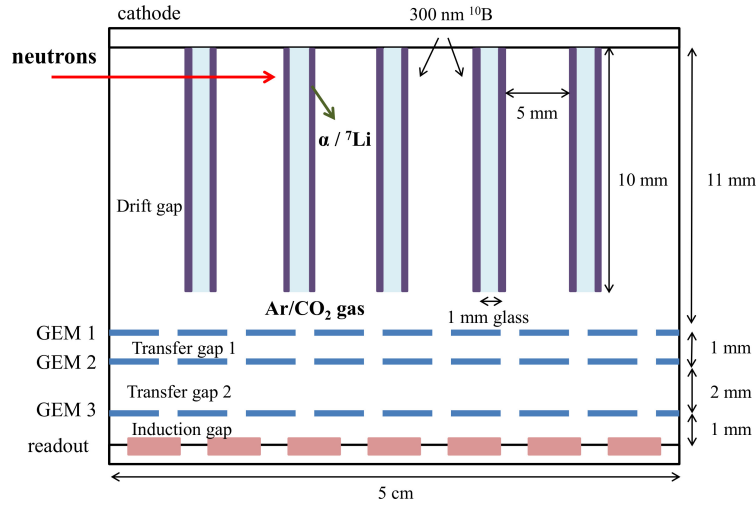 cathode
300 nm ¹⁰B
neutrons
5 mm
α / ⁷Li
10 mm
11 mm
Drift gap
Ar/CO₂ gas
1 mm glass
GEM 1
Transfer gap 1
1 mm
GEM 2
Transfer gap 2
2 mm
GEM 3
Induction gap
1 mm
readout
5 cm